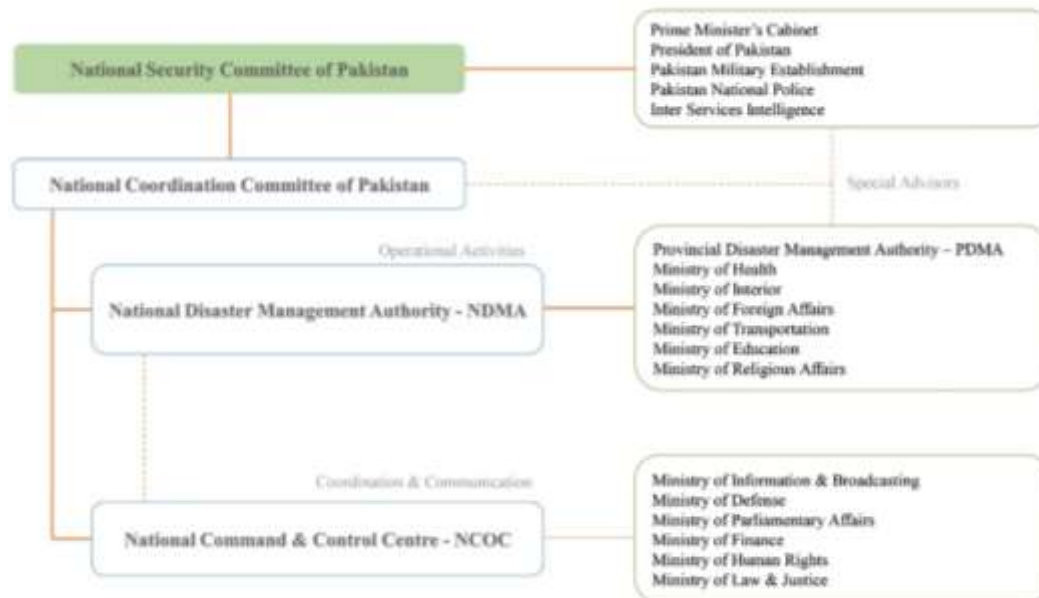 National Security Committee of Pakistan
Prime Minister's Cabinet
President of Pakistan
Pakistan Military Establishment
Pakistan National Police
Inter Services Intelligence
National Coordination Committee of Pakistan
Special Advisors
Operational Activities
National Disaster Management Authority - NDMA
Provincial Disaster Management Authority – PDMA
Ministry of Health
Ministry of Interior
Ministry of Foreign Affairs
Ministry of Transportation
Ministry of Education
Ministry of Religious Affairs
Coordination & Communication
National Command & Control Centre - NCOC
Ministry of Information & Broadcasting
Ministry of Defense
Ministry of Parliamentary Affairs
Ministry of Finance
Ministry of Human Rights
Ministry of Law & Justice